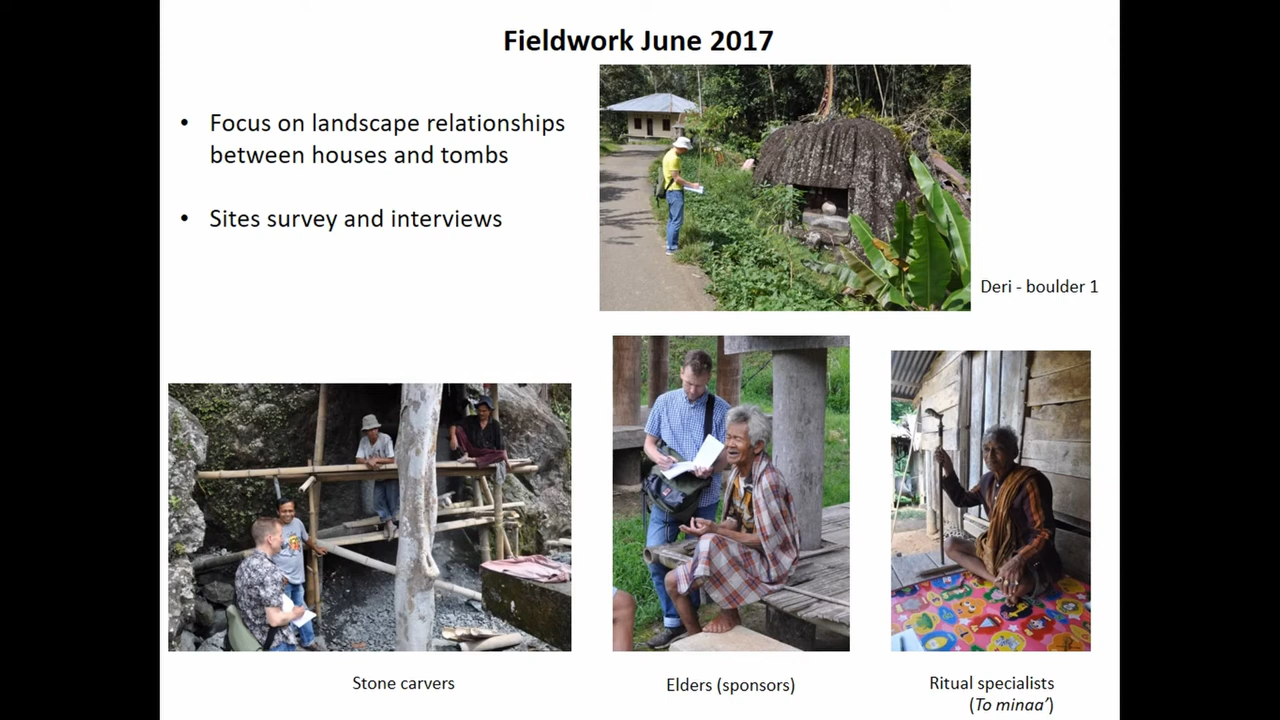 Fieldwork June 2017
• Focus on landscape relationships
between houses and tombs
• Sites survey and interviews
Deri - boulder 1
Stone carvers
Elders (sponsors)
Ritual specialists
(To minaa’)